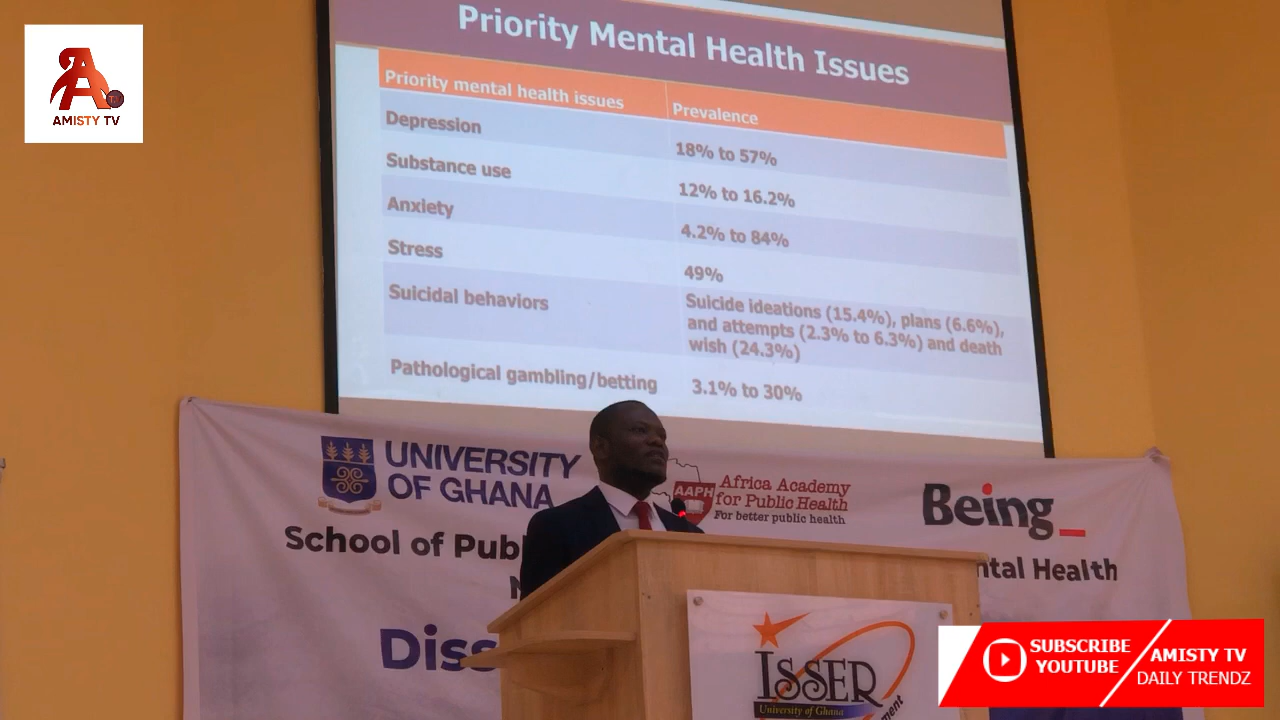 AMISTY TV
Priority Mental Health Issues
Priority mental health issues
Prevalence
Depression
18% to 57%
Substance use
12% to 16.2%
Anxiety
4.2% to 84%
Stress
49%
Suicidal behaviors
Suicide ideations (15.4%), plans (6.6%),
and attempts (2.3% to 6.3%) and death
wish (24.3%)
Pathological gambling/betting
3.1% to 30%
UNIVERSITY
OF GHANA
AAPH
Africa Academy
for Public Health
For better public health
Being_
School of Pub
ntal Health
Diss
ISSER
University of Ghana
ment
SUBSCRIBE
YOUTUBE
AMISTY TV
DAILY TRENDZ